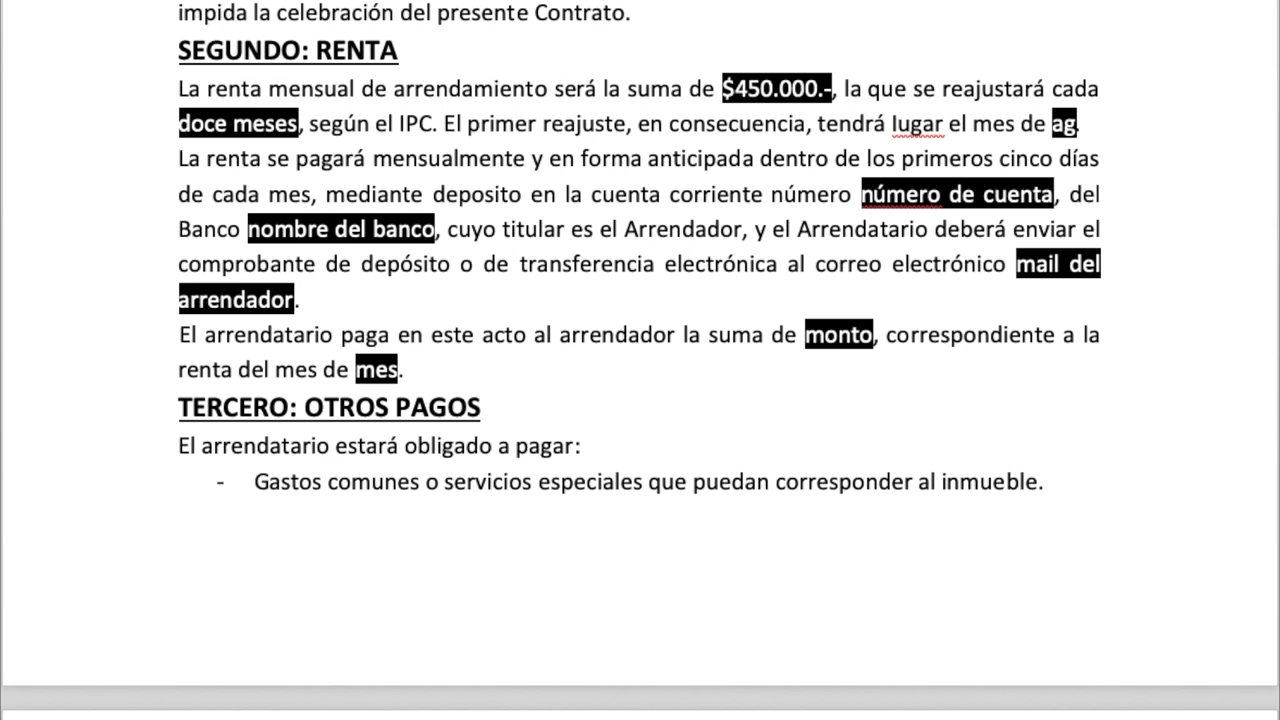 impida la celebración del presente Contrato.
SEGUNDO: RENTA
La renta mensual de arrendamiento será la suma de $450.000.-, la que se reajustará cada
doce meses, según el IPC. El primer reajuste, en consecuencia, tendrá lugar el mes de ag.
La renta se pagará mensualmente y en forma anticipada dentro de los primeros cinco días
de cada mes, mediante deposito en la cuenta corriente número número de cuenta, del
Banco nombre del banco, cuyo titular es el Arrendador, y el Arrendatario deberá enviar el
comprobante de depósito o de transferencia electrónica al correo electrónico mail del
arrendador.
El arrendatario paga en este acto al arrendador la suma de monto, correspondiente a la
renta del mes de mes.
TERCERO: OTROS PAGOS
El arrendatario estará obligado a pagar:
- Gastos comunes o servicios especiales que puedan corresponder al inmueble.